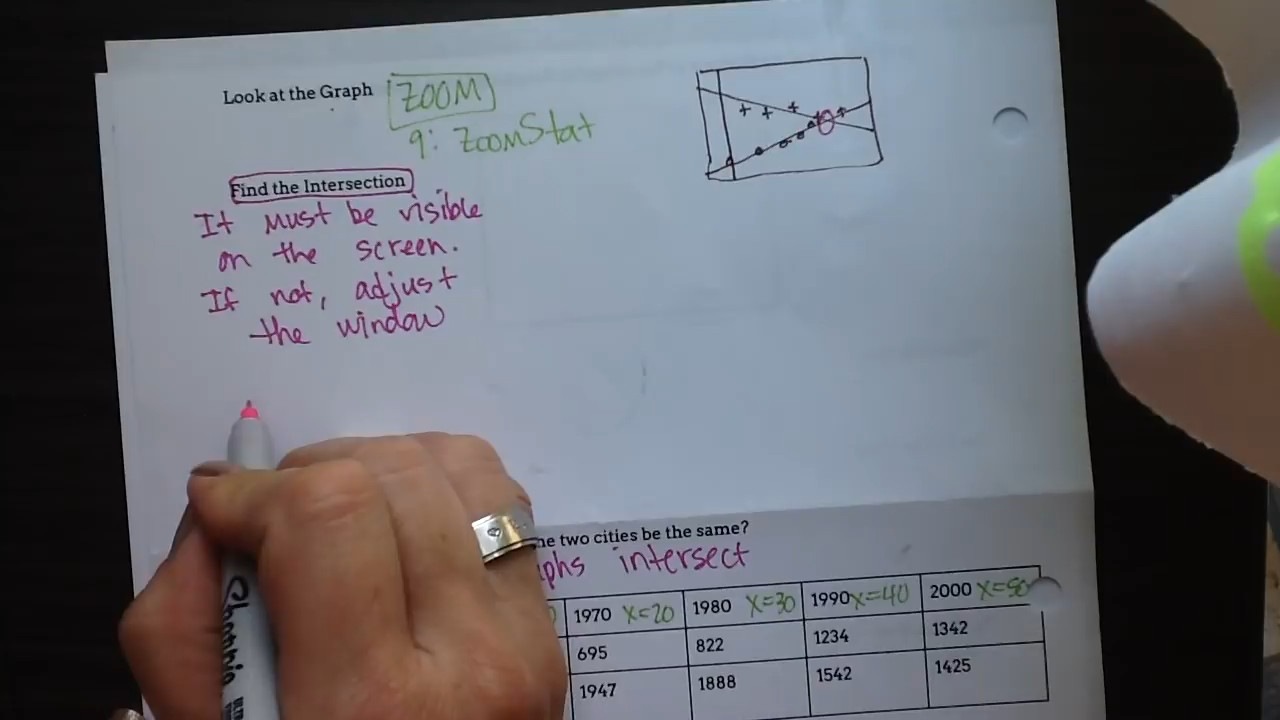 Look at the Graph ZOOM
9: ZoomStat
Find the Intersection
It must be visible
on the screen.
If not, adjust
the window
two cities be the same?
intersect
1970 X=20 1980 X=30 1990 X=40 2000 X=50
695 822 1234 1342
1947 1888 1542 1425
Sharpie